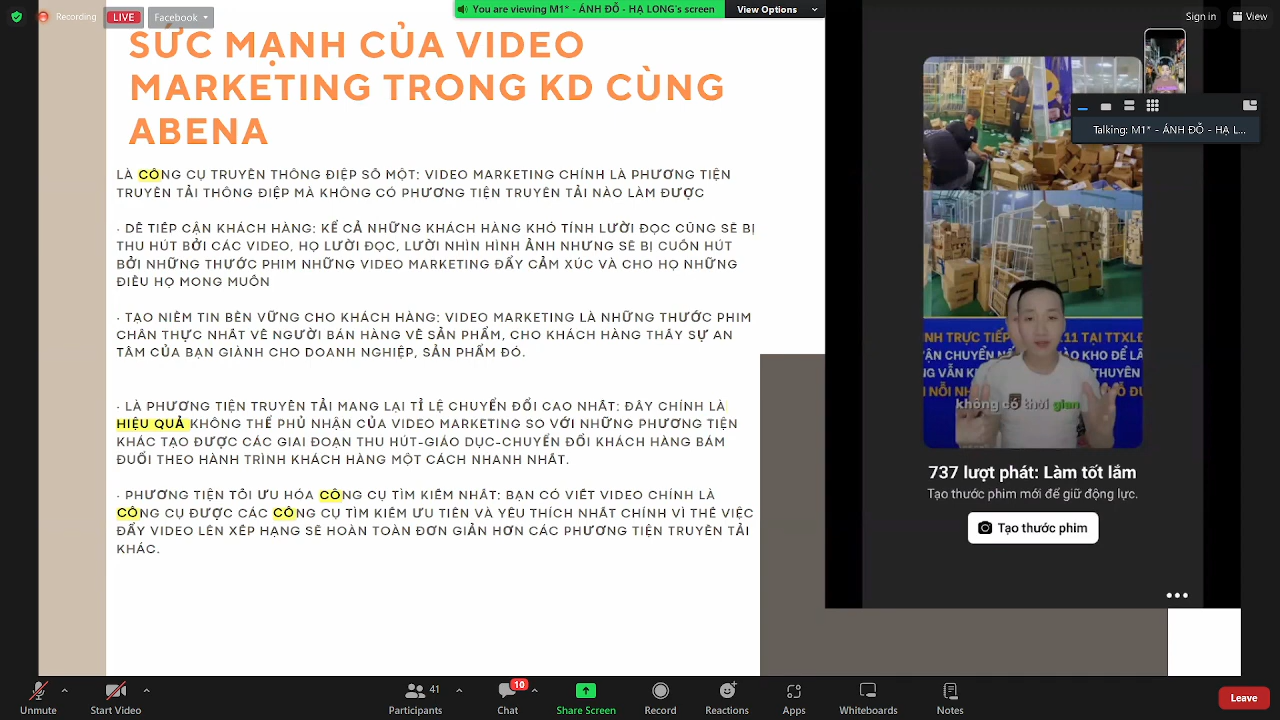 Recording
LIVE
Facebook
You are viewing M1* - ÁNH ĐỖ - HẠ LONG's screen
View Options
Sign in
View
SỨC MẠNH CỦA VIDEO
MARKETING TRONG KD CÙNG
ABENA
LÀ CÔNG CỤ TRUYỀN THÔNG ĐIỆP SỐ MỘT: VIDEO MARKETING CHÍNH LÀ PHƯƠNG TIỆN
TRUYỀN TẢI THÔNG ĐIỆP MÀ KHÔNG CÓ PHƯƠNG TIỆN TRUYỀN TẢI NÀO LÀM ĐƯỢC
· DỄ TIẾP CẬN KHÁCH HÀNG: KỂ CẢ NHỮNG KHÁCH HÀNG KHÓ TÍNH LƯỜI ĐỌC CŨNG SẼ BỊ
THU HÚT BỞI CÁC VIDEO, HỌ LƯỜI ĐỌC, LƯỜI NHÌN HÌNH ẢNH NHƯNG SẼ BỊ CUỐN HÚT
BỞI NHỮNG THƯỚC PHIM NHỮNG VIDEO MARKETING ĐẦY CẢM XÚC VÀ CHO HỌ NHỮNG
ĐIỀU HỌ MONG MUỐN
· TẠO NIỀM TIN BỀN VỮNG CHO KHÁCH HÀNG: VIDEO MARKETING LÀ NHỮNG THƯỚC PHIM
CHÂN THỰC NHẤT VỀ NGƯỜI BÁN HÀNG VỀ SẢN PHẨM, CHO KHÁCH HÀNG THẤY SỰ AN
TÂM CỦA BẠN GIÀNH CHO DOANH NGHIỆP, SẢN PHẨM ĐÓ.
· LÀ PHƯƠNG TIỆN TRUYỀN TẢI MANG LẠI TỈ LỆ CHUYỂN ĐỔI CAO NHẤT: ĐÂY CHÍNH LÀ
HIỆU QUẢ KHÔNG THỂ PHỦ NHẬN CỦA VIDEO MARKETING SO VỚI NHỮNG PHƯƠNG TIỆN
KHÁC TẠO ĐƯỢC CÁC GIAI ĐOẠN THU HÚT-GIÁO DỤC-CHUYỂN ĐỔI KHÁCH HÀNG BÁM
ĐUỔI THEO HÀNH TRÌNH KHÁCH HÀNG MỘT CÁCH NHANH NHẤT.
· PHƯƠNG TIỆN TỐI ƯU HÓA CÔNG CỤ TÌM KIẾM NHẤT: BẠN CÓ VIẾT VIDEO CHÍNH LÀ
CÔNG CỤ ĐƯỢC CÁC CÔNG CỤ TÌM KIẾM ƯU TIÊN VÀ YÊU THÍCH NHẤT CHÍNH VÌ THẾ VIỆC
ĐẨY VIDEO LÊN XẾP HẠNG SẼ HOÀN TOÀN ĐƠN GIẢN HƠN CÁC PHƯƠNG TIỆN TRUYỀN TẢI
KHÁC.
Talking: M1* - ÁNH ĐỖ - HẠ L...
không có thời gian
737 lượt phát: Làm tốt lắm
Tạo thước phim mới để giữ động lực.
Tạo thước phim
Unmute
Start Video
41
Participants
10
Chat
Share Screen
Record
Reactions
Apps
Whiteboards
Notes
Leave